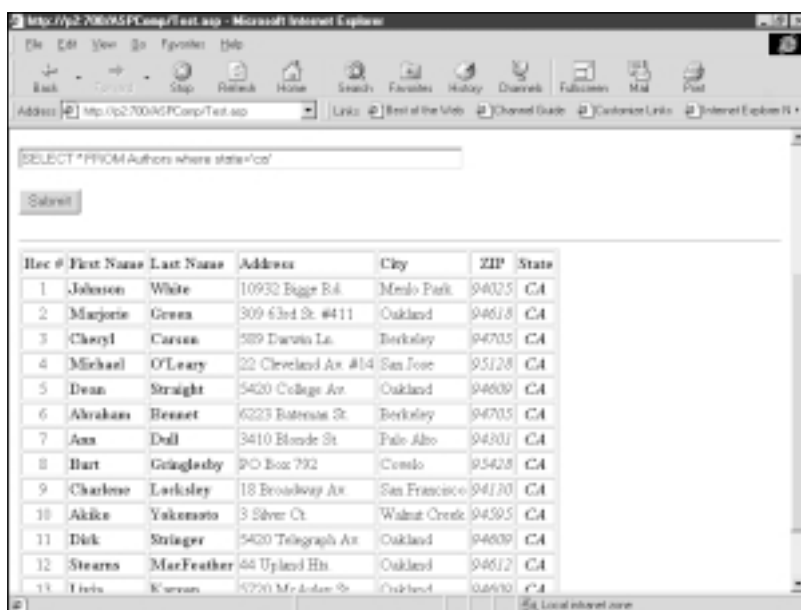 http://p2:700/ASPComp/Test.asp - Microsoft Internet Explorer
File Edit View Go Favorites Help
Back Forward Stop Refresh Home Search Favorites History Channels Fullscreen Mail Print
Address http://p2:700/ASPComp/Test.asp Links Best of the Web Channel Guide Customize Links Internet Explorer N
SELECT * FROM Authors where state='ca'
Submit
Rec # First Name Last Name Address City ZIP State
1 Johnson White 10932 Bigge Rd. Menlo Park 94025 CA
2 Marjorie Green 309 63rd St. #411 Oakland 94618 CA
3 Cheryl Carson 589 Darwin Ln. Berkeley 94705 CA
4 Michael O'Leary 22 Cleveland Av. #14 San Jose 95128 CA
5 Dean Straight 5420 College Av. Oakland 94609 CA
6 Abraham Bennet 6223 Bateman St. Berkeley 94705 CA
7 Ann Dull 3410 Blonde St. Palo Alto 94301 CA
8 Burt Gringlesby PO Box 792 Covelo 95428 CA
9 Charlene Locksley 18 Broadway Av. San Francisco 94130 CA
10 Akiko Yokomoto 3 Silver Ct. Walnut Creek 94595 CA
11 Dirk Stringer 5420 Telegraph Av. Oakland 94609 CA
12 Stearns MacFeather 44 Upland Hts. Oakland 94612 CA
13 Livia Karsen 5720 McAuley St. Oakland 94609 CA
Local intranet zone